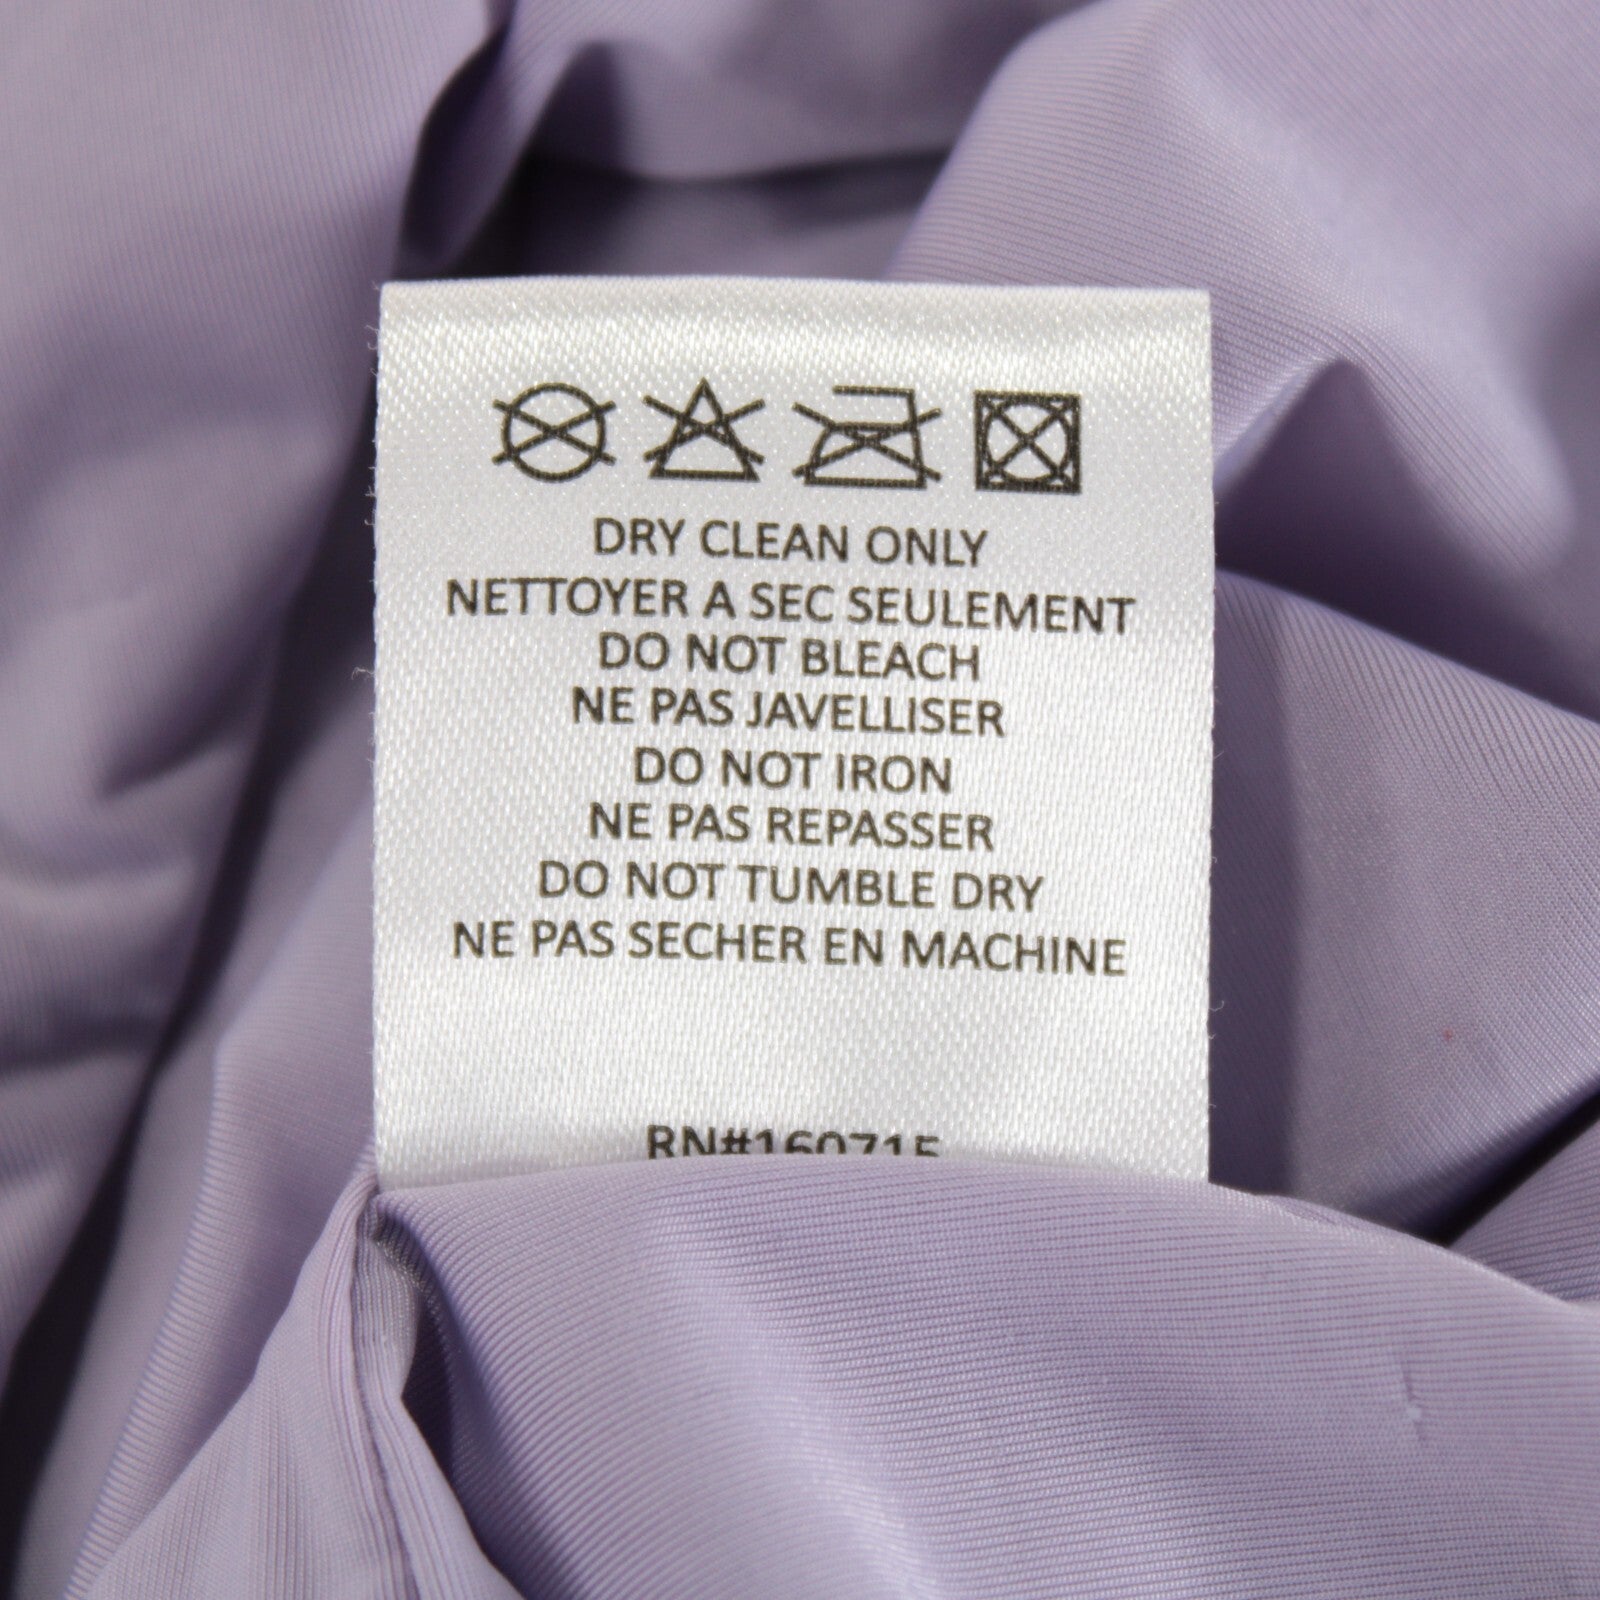 DRY CLEAN ONLY
NETTOYER A SEC SEULEMENT
DO NOT BLEACH
NE PAS JAVELLISER
DO NOT IRON
NE PAS REPASSER
DO NOT TUMBLE DRY
NE PAS SECHER EN MACHINE
RN#160715